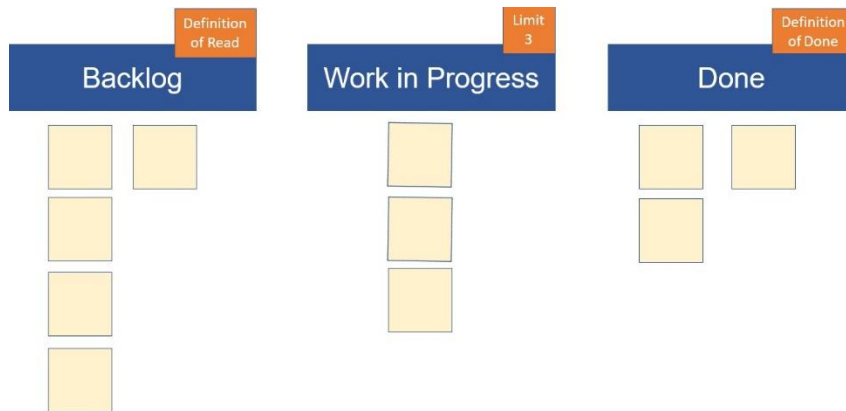 Definition
of Read
Backlog
Limit
3
Work in Progress
Definition
of Done
Done